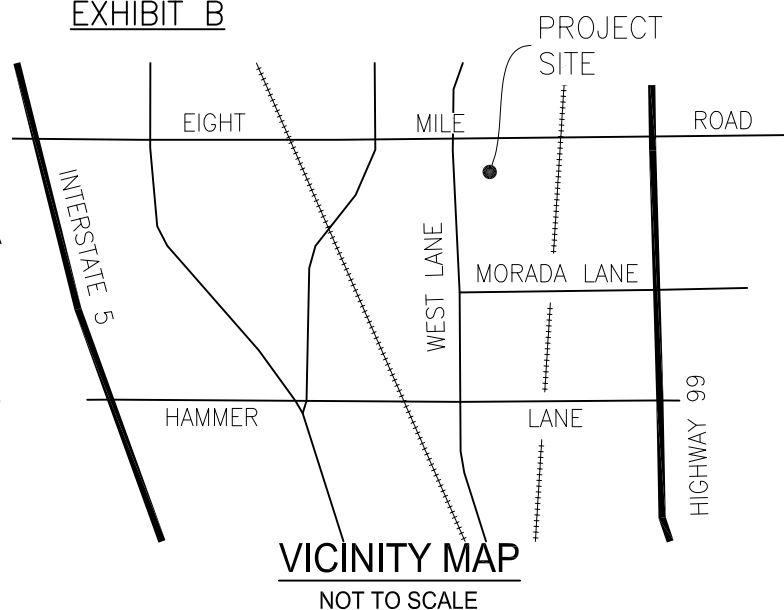 EXHIBIT B
PROJECT
SITE
EIGHT MILE ROAD
INTERSTATE 5
WEST LANE
MORADA LANE
HAMMER LANE
HIGHWAY 99
VICINITY MAP
NOT TO SCALE